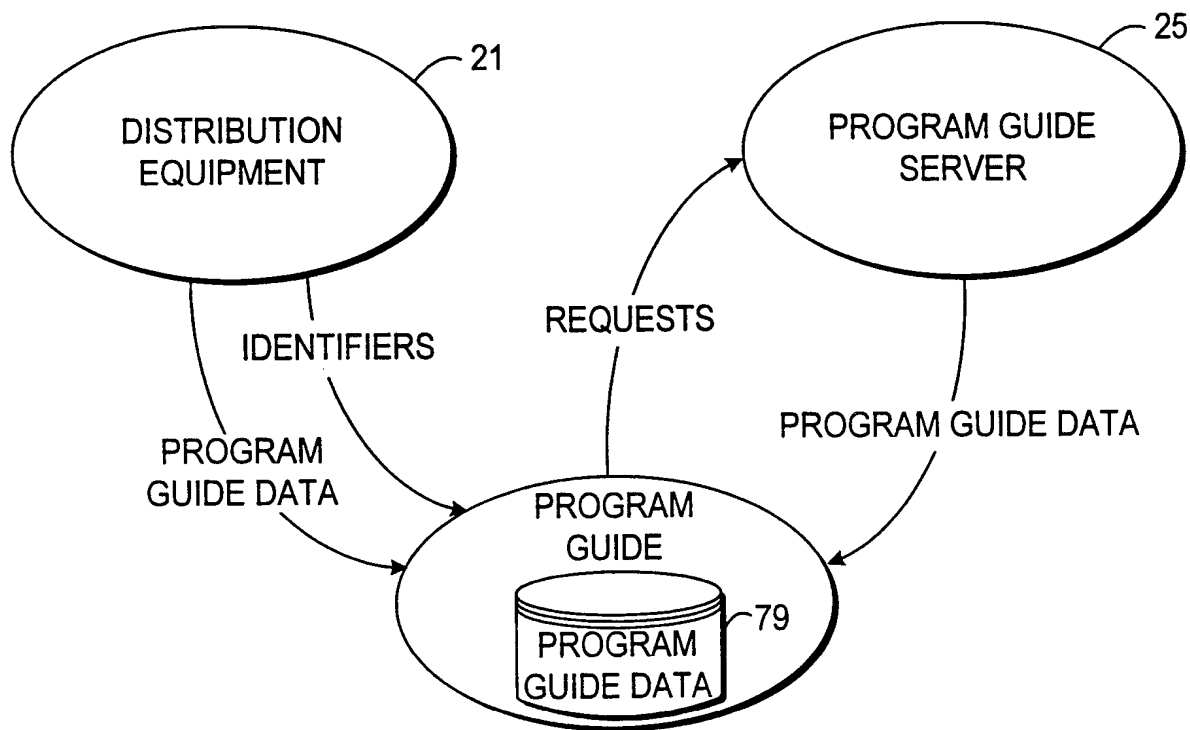 21
DISTRIBUTION
EQUIPMENT
25
PROGRAM GUIDE
SERVER
IDENTIFIERS
REQUESTS
PROGRAM
GUIDE DATA
PROGRAM GUIDE DATA
PROGRAM
GUIDE
79
PROGRAM
GUIDE DATA